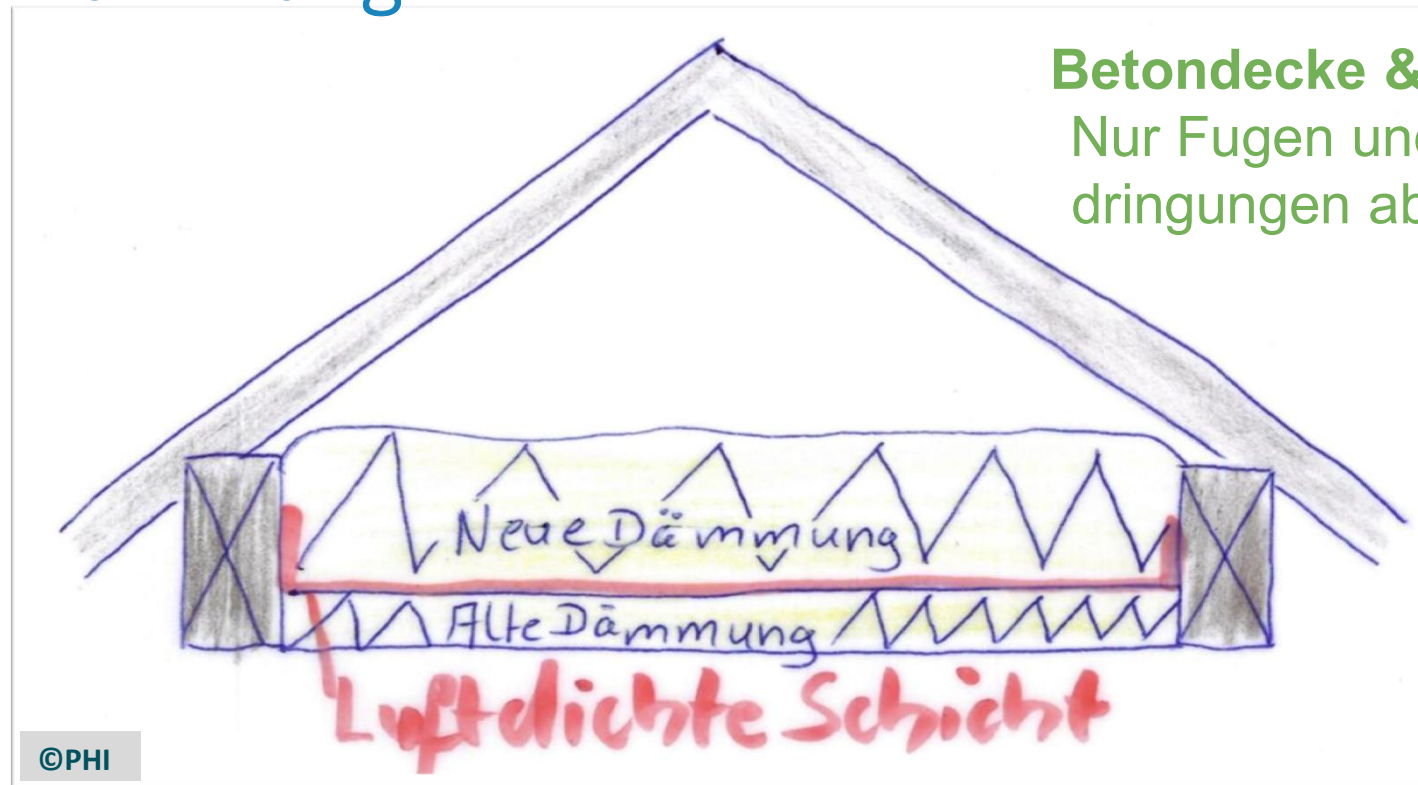 Betondecke &
Nur Fugen un
dringungen ab
Neue Dämmung
Alte Dämmung
Luftdichte Schicht
©PHI